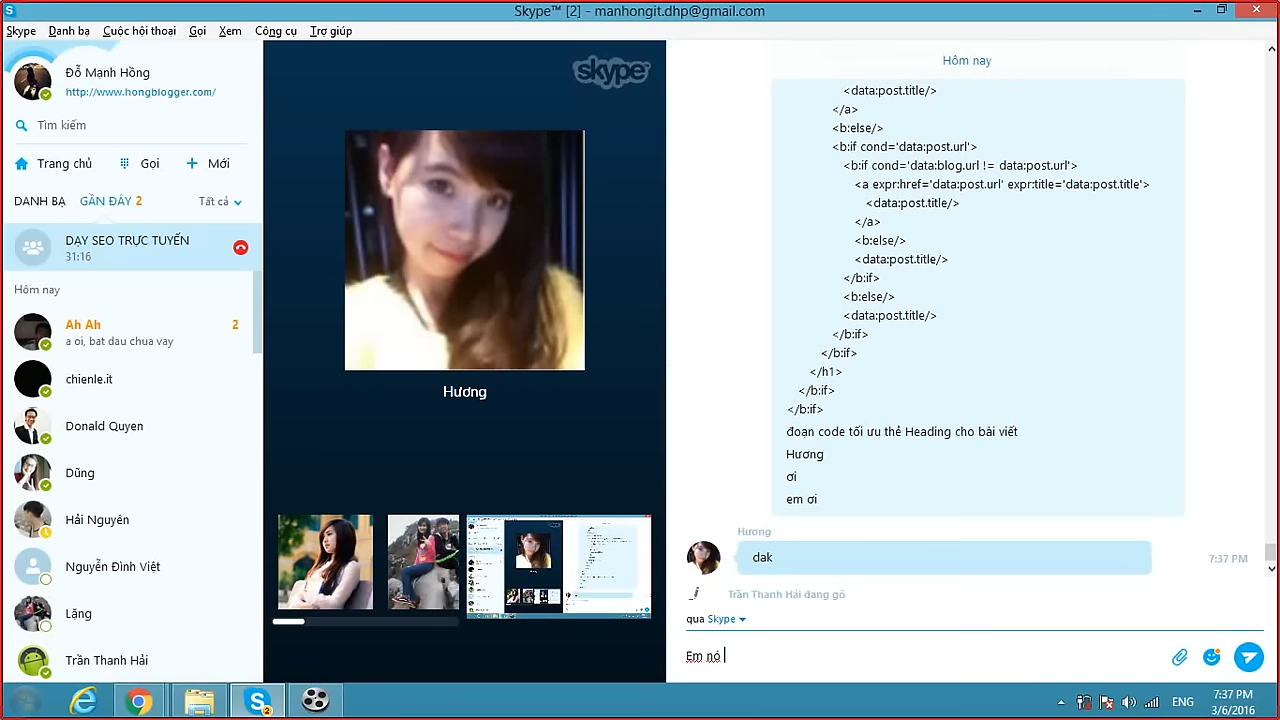 Skype™ [2] - manhongit.dhp@gmail.com
Skype Danh bạ Cuộc hội thoại Gọi Xem Công cụ Trợ giúp
Đỗ Mạnh Hồng
http://www.hongblogger.com/
Tìm kiếm
Trang chủ Gọi Mới
DANH BẠ GẦN ĐÂY 2 Tất cả
DẠY SEO TRỰC TUYẾN
31:16
Hôm nay
Ah Ah 2
a oi, bat dau chua vay
chienle.it
Donald Quyen
Dũng
Hải Nguyên
Nguyễn Đình Việt
Lặng
Trần Thanh Hải
skype
Hương
Hôm nay
<data:post.title/>
</a>
<b:else/>
<b:if cond='data:post.url'>
<b:if cond='data:blog.url != data:post.url'>
<a expr:href='data:post.url' expr:title='data:post.title'>
<data:post.title/>
</a>
<b:else/>
<data:post.title/>
</b:if>
<b:else/>
<data:post.title/>
</b:if>
</b:if>
</h1>
</b:if>
</b:if>
đoạn code tối ưu thẻ Heading cho bài viết
Hương
ơi
em ơi
Hương
dak 7:37 PM
Trần Thanh Hải đang gõ
qua Skype
Em nó
2
ENG
7:37 PM
3/6/2016